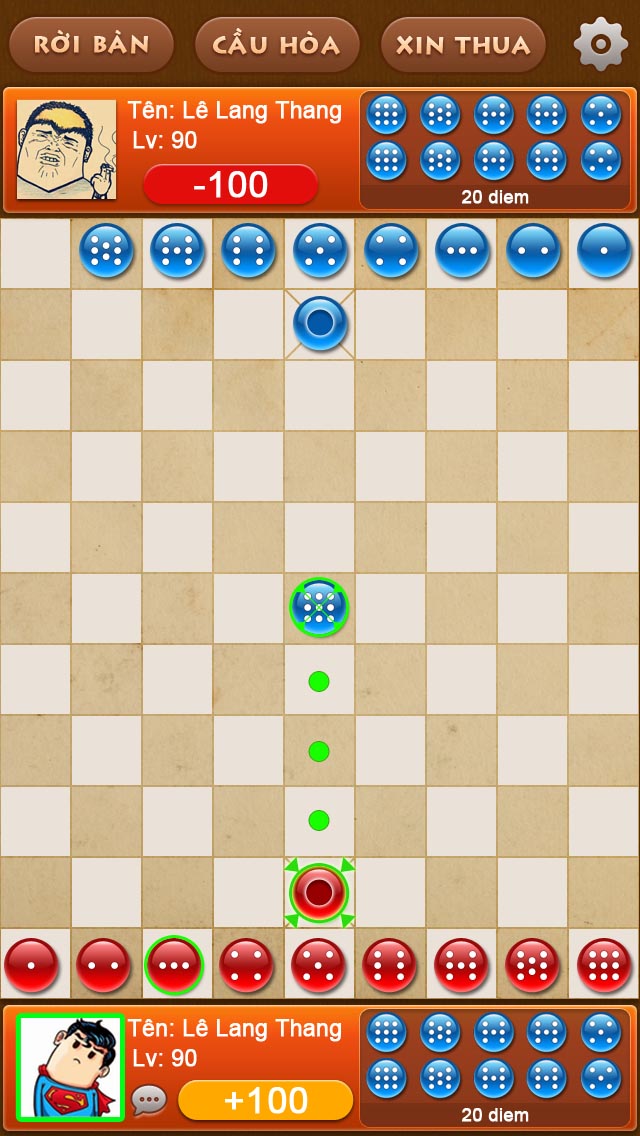 RỜI BÀN
CẦU HÒA
XIN THUA
Tên: Lê Lang Thang
Lv: 90
-100
20 diem
Tên: Lê Lang Thang
Lv: 90
+100
20 diem